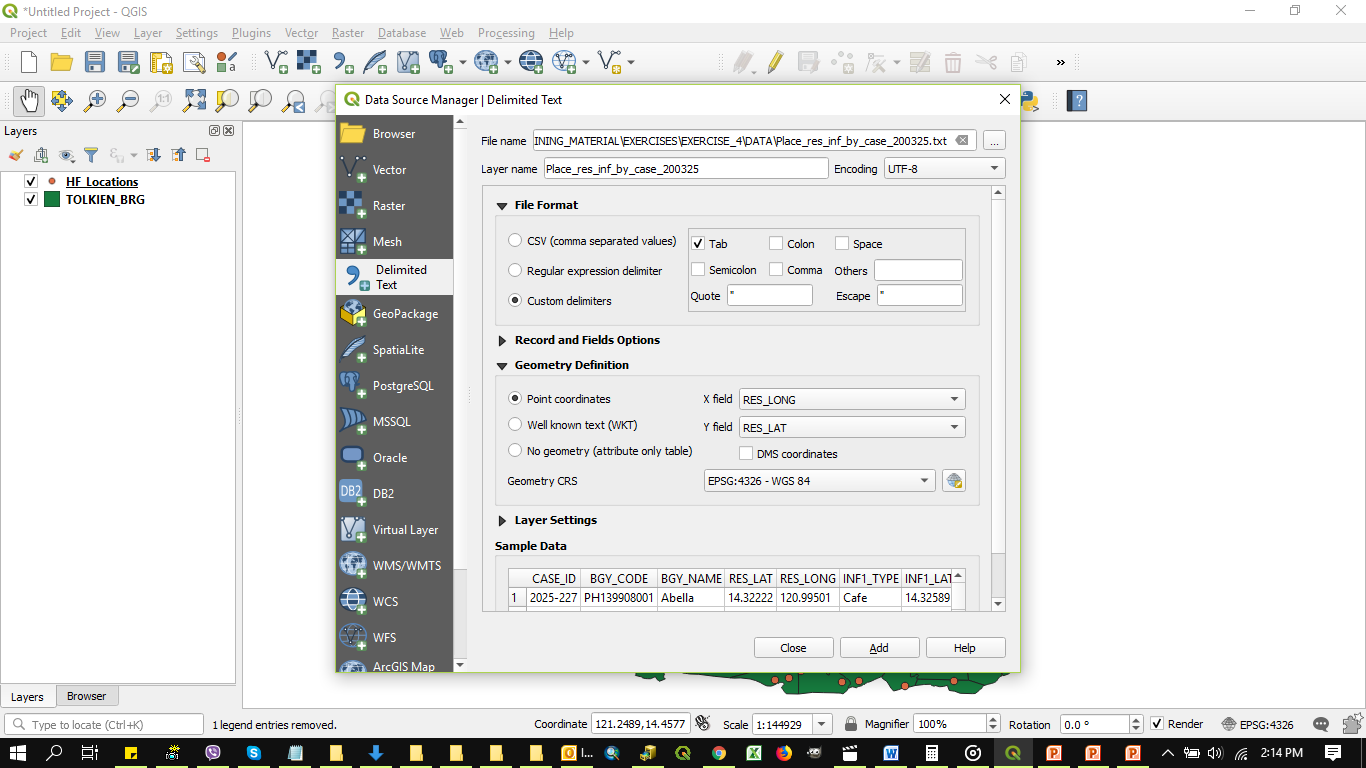 *Untitled Project - QGIS
Project Edit View Layer Settings Plugins Vector Raster Database Web Processing Help
»
Data Source Manager | Delimited Text
Layers
HF_Locations
TOLKIEN_BRG
Browser
Vector
Raster
Mesh
Delimited
Text
GeoPackage
SpatiaLite
PostgreSQL
MSSQL
Oracle
DB2
DB2
Virtual Layer
WMS/WMTS
WCS
WFS
ArcGIS Map
File name INING_MATERIAL\EXERCISES\EXERCISE_4\DATA\Place_res_inf_by_case_200325.txt ...
Layer name Place_res_inf_by_case_200325 Encoding UTF-8
File Format
CSV (comma separated values) Tab Colon Space
Regular expression delimiter Semicolon Comma Others
Custom delimiters Quote " Escape "
Record and Fields Options
Geometry Definition
Point coordinates X field RES_LONG
Well known text (WKT) Y field RES_LAT
No geometry (attribute only table) DMS coordinates
Geometry CRS EPSG:4326 - WGS 84
Layer Settings
Sample Data
CASE_ID BGY_CODE BGY_NAME RES_LAT RES_LONG INF1_TYPE INF1_LAT
1 2025-227 PH139908001 Abella 14.32222 120.99501 Cafe 14.32589
Close Add Help
Layers Browser
Type to locate (Ctrl+K) 1 legend entries removed. Coordinate 121.2489,14.4577 Scale 1:144929 Magnifier 100% Rotation 0.0 ° Render EPSG:4326
I... 2:14 PM